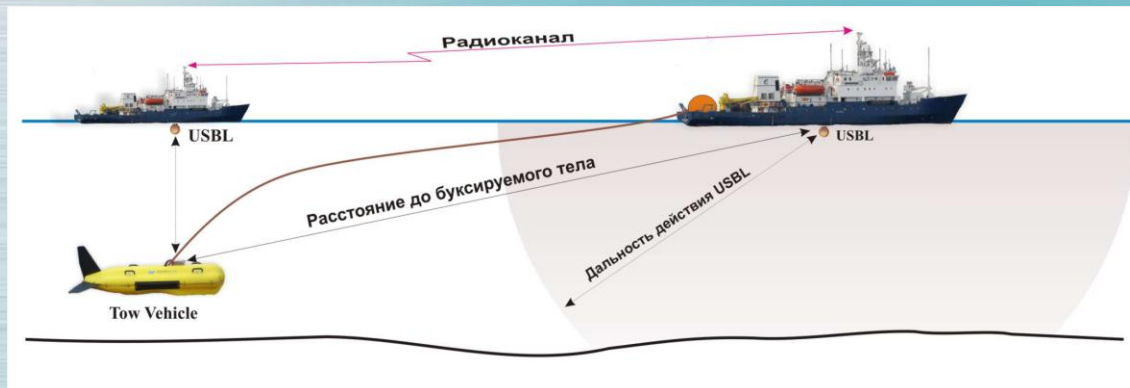 Радиоканал
USBL
USBL
Расстояние до буксируемого тела
Дальность действия USBL
Tow Vehicle